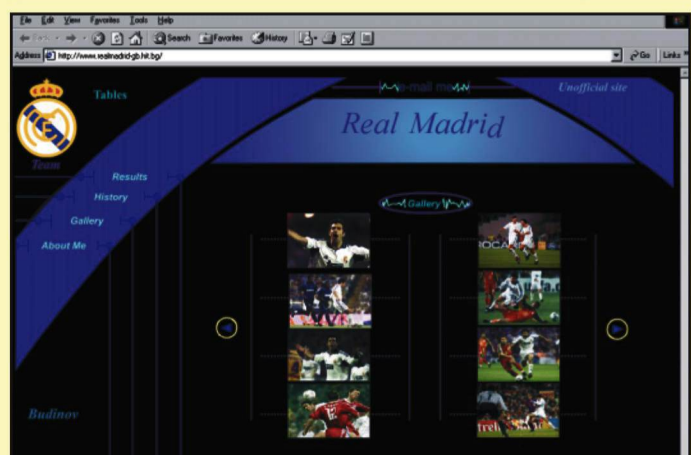 File Edit View Favorites Tools Help
Back Search Favorites History
Address http://www.realmadrid-gb.hit.bg/ Go Links
Tables
e-mail me
Unofficial site
Real Madrid
Team
Results
History
Gallery
About Me
Gallery
Budinov